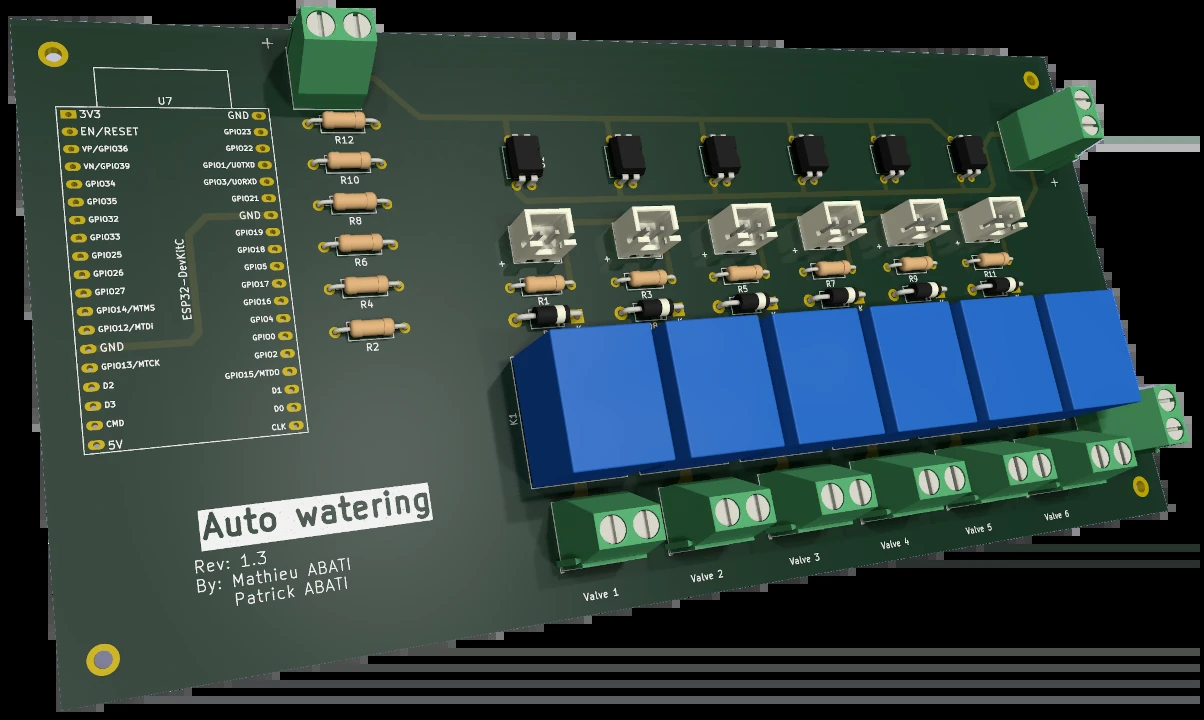 U7
3V3
EN/RESET
VP/GPIO36
VN/GPIO39
GPIO34
GPIO35
GPIO32
GPIO33
GPIO25
GPIO26
GPIO27
GPIO14/MTMS
GPIO12/MTDI
GND
GPIO13/MTCK
D2
D3
CMD
5V
ESP32-DevKitC
GND
GPIO23
GPIO22
GPIO1/U0TXD
GPIO3/U0RXD
GPIO21
GND
GPIO19
GPIO18
GPIO5
GPIO17
GPIO16
GPIO4
GPIO0
GPIO2
GPIO15/MTDO
D1
D0
CLK
+
R12
R10
R8
R6
R4
R2
+
+
+
+
+
+
+
R1
R3
R5
R7
R9
R11
K1
Auto watering
Rev: 1.3
By: Mathieu ABATI
Patrick ABATI
Valve 1
Valve 2
Valve 3
Valve 4
Valve 5
Valve 6